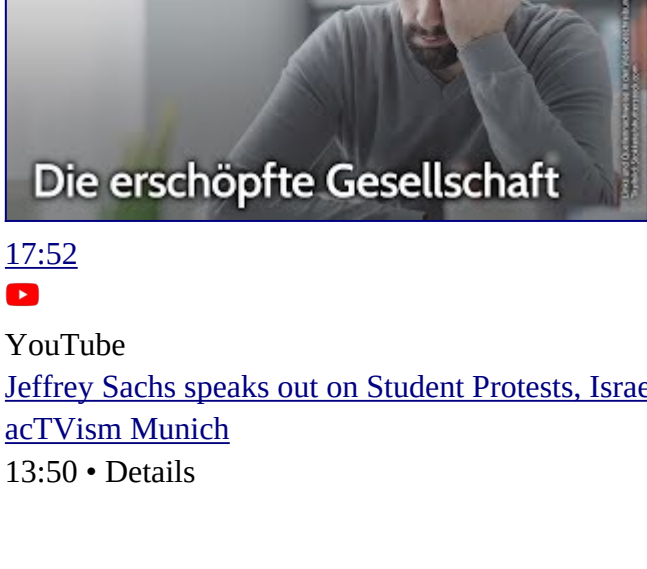 Die erschöpfte Gesellschaft
17:52
YouTube
Jeffrey Sachs speaks out on Student Protests, Israe
acTVism Munich
13:50 • Details